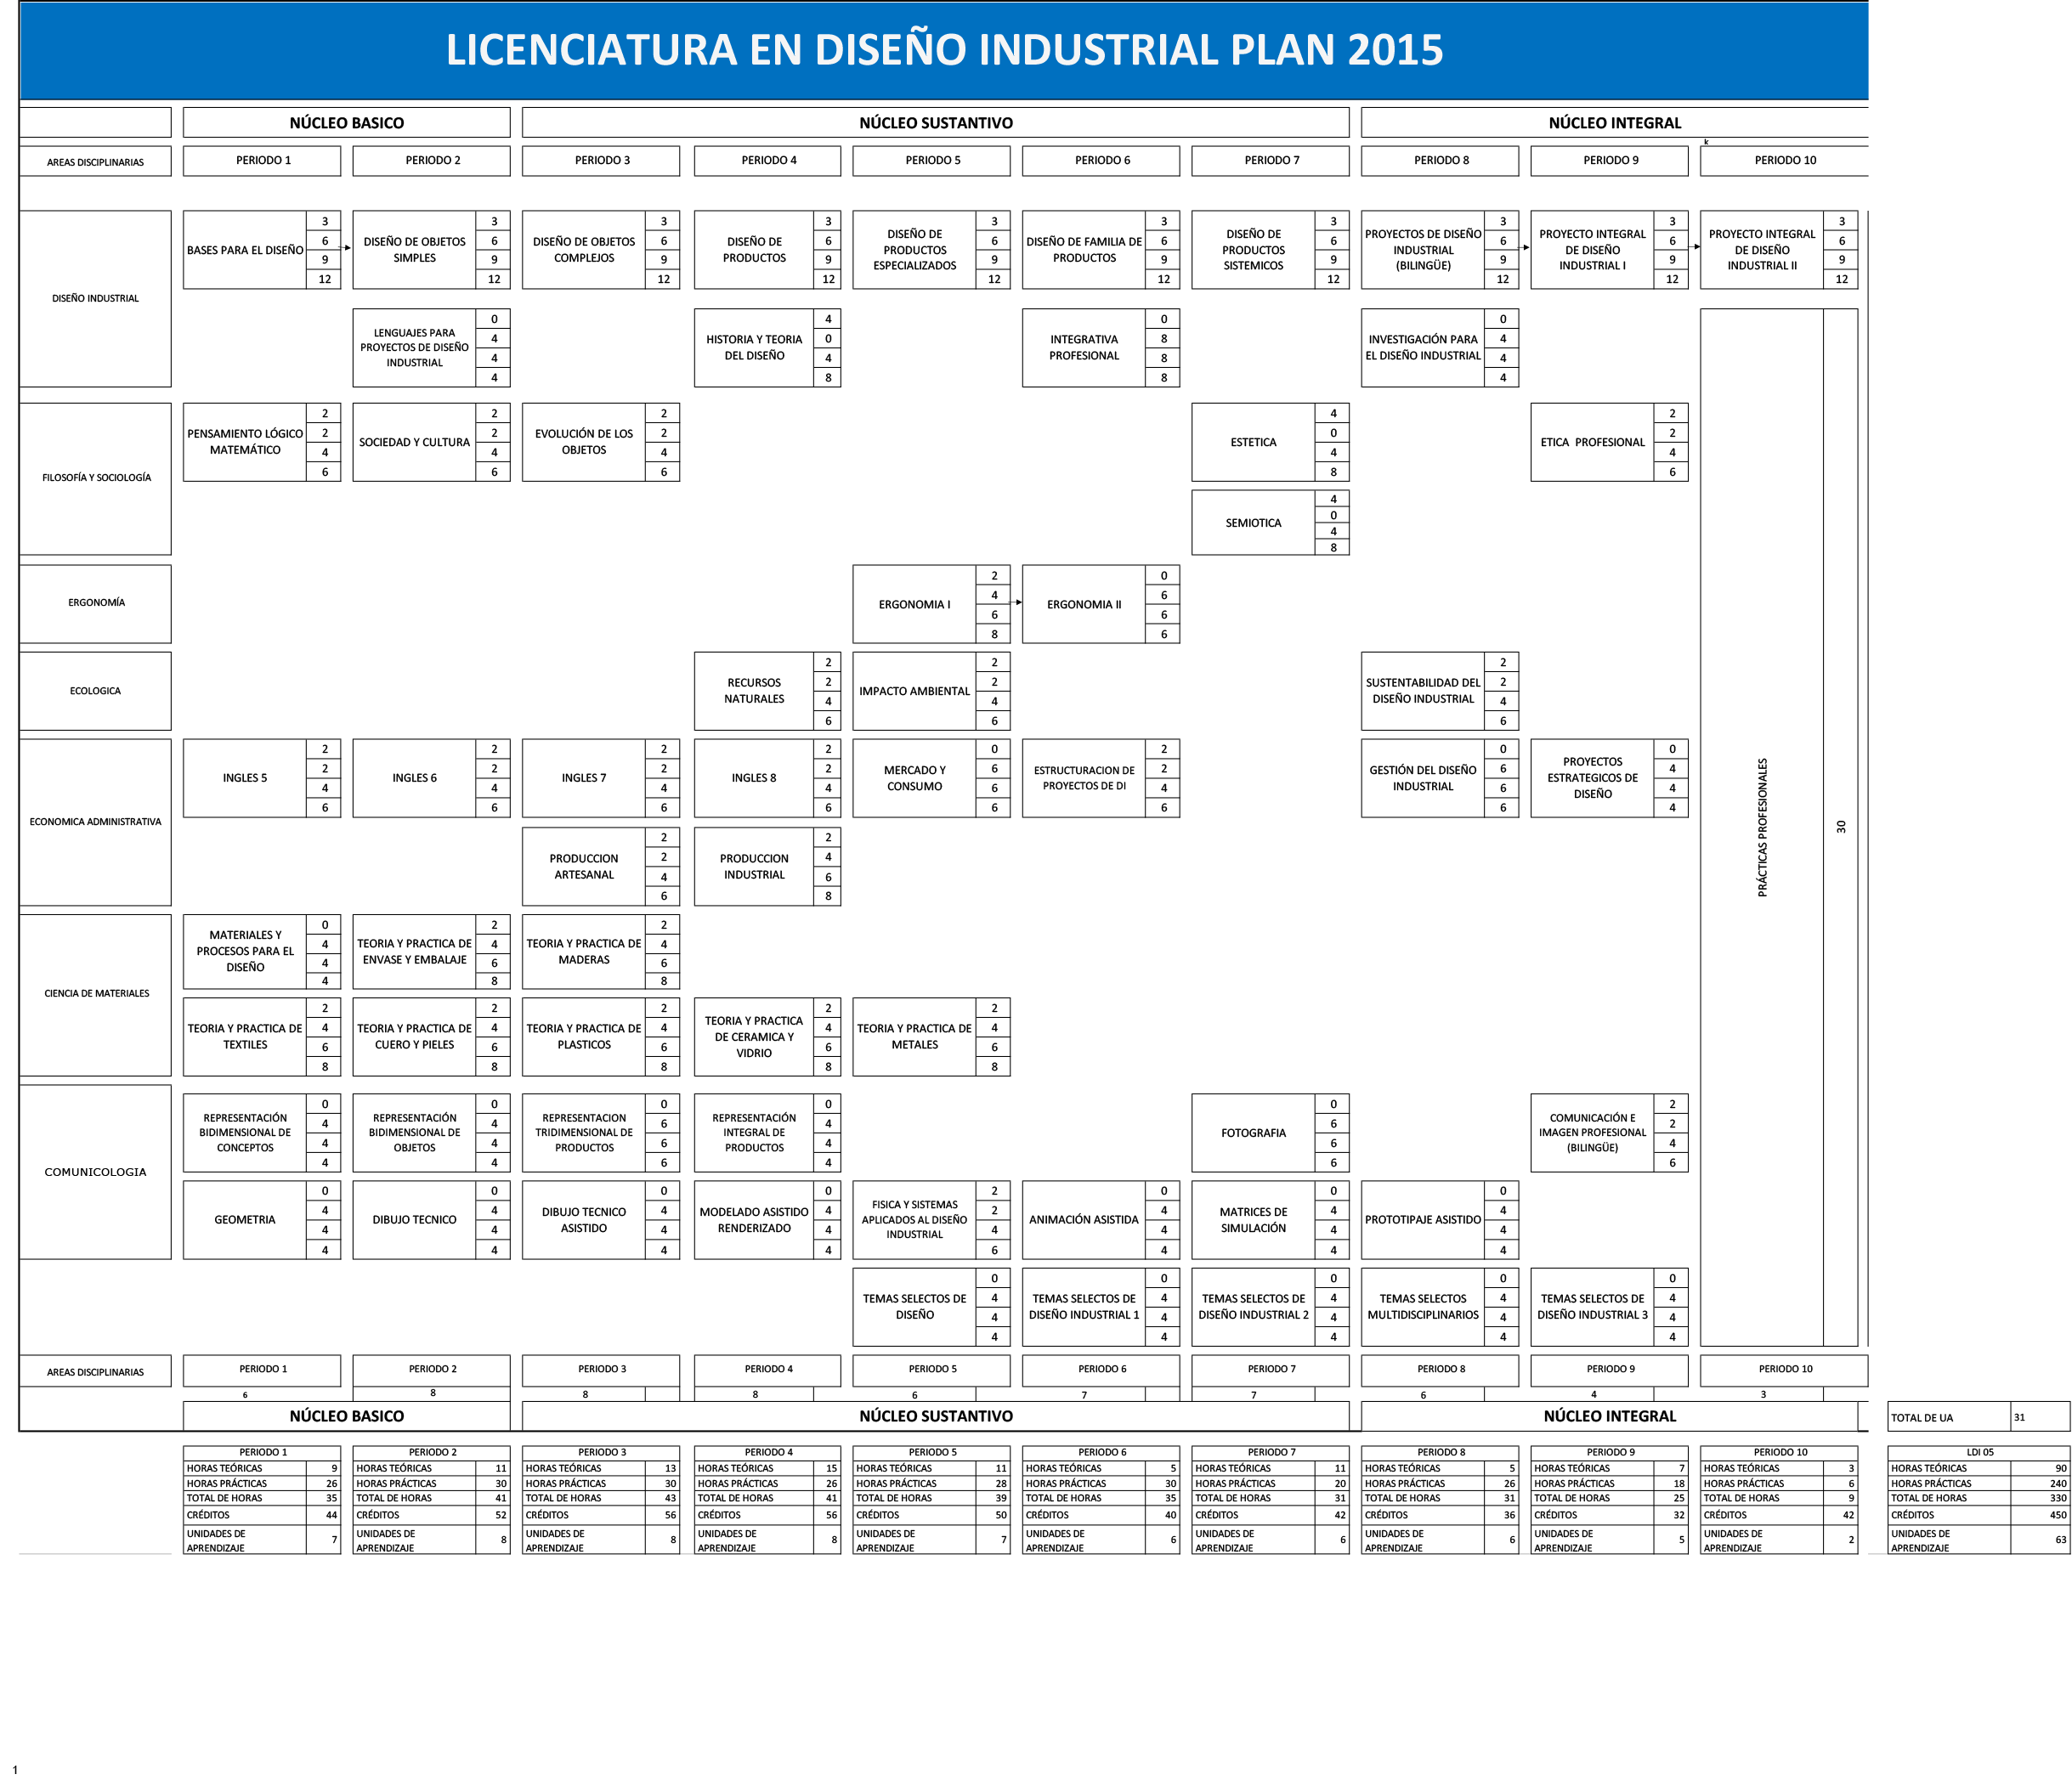 LICENCIATURA EN DISEÑO INDUSTRIAL PLAN 2015
NÚCLEO BASICO
NÚCLEO SUSTANTIVO
NÚCLEO INTEGRAL
k
AREAS DISCIPLINARIAS
PERIODO 1
PERIODO 2
PERIODO 3
PERIODO 4
PERIODO 5
PERIODO 6
PERIODO 7
PERIODO 8
PERIODO 9
PERIODO 10
DISEÑO INDUSTRIAL
BASES PARA EL DISEÑO
3
6
9
12
DISEÑO DE OBJETOS
SIMPLES
3
6
9
12
DISEÑO DE OBJETOS
COMPLEJOS
3
6
9
12
DISEÑO DE
PRODUCTOS
3
6
9
12
DISEÑO DE
PRODUCTOS
ESPECIALIZADOS
3
6
9
12
DISEÑO DE FAMILIA DE
PRODUCTOS
3
6
9
12
DISEÑO DE
PRODUCTOS
SISTEMICOS
3
6
9
12
PROYECTOS DE DISEÑO
INDUSTRIAL
(BILINGÜE)
3
6
9
12
PROYECTO INTEGRAL
DE DISEÑO
INDUSTRIAL I
3
6
9
12
PROYECTO INTEGRAL
DE DISEÑO
INDUSTRIAL II
3
6
9
12
LENGUAJES PARA
PROYECTOS DE DISEÑO
INDUSTRIAL
0
4
4
4
HISTORIA Y TEORIA
DEL DISEÑO
4
0
4
8
INTEGRATIVA
PROFESIONAL
0
8
8
8
INVESTIGACIÓN PARA
EL DISEÑO INDUSTRIAL
0
4
4
4
PRÁCTICAS PROFESIONALES
30
FILOSOFÍA Y SOCIOLOGÍA
PENSAMIENTO LÓGICO
MATEMÁTICO
2
2
4
6
SOCIEDAD Y CULTURA
2
2
4
6
EVOLUCIÓN DE LOS
OBJETOS
2
2
4
6
ESTETICA
4
0
4
8
ETICA PROFESIONAL
2
2
4
6
SEMIOTICA
4
0
4
8
ERGONOMÍA
ERGONOMIA I
2
4
6
8
ERGONOMIA II
0
6
6
6
ECOLOGICA
RECURSOS
NATURALES
2
2
4
6
IMPACTO AMBIENTAL
2
2
4
6
SUSTENTABILIDAD DEL
DISEÑO INDUSTRIAL
2
2
4
6
ECONOMICA ADMINISTRATIVA
INGLES 5
2
2
4
6
INGLES 6
2
2
4
6
INGLES 7
2
2
4
6
INGLES 8
2
2
4
6
MERCADO Y
CONSUMO
0
6
6
6
ESTRUCTURACION DE
PROYECTOS DE DI
2
2
4
6
GESTIÓN DEL DISEÑO
INDUSTRIAL
0
6
6
6
PROYECTOS
ESTRATEGICOS DE
DISEÑO
0
4
4
4
PRODUCCION
ARTESANAL
2
2
4
6
PRODUCCION
INDUSTRIAL
2
4
6
8
CIENCIA DE MATERIALES
MATERIALES Y
PROCESOS PARA EL
DISEÑO
0
4
4
4
TEORIA Y PRACTICA DE
ENVASE Y EMBALAJE
2
4
6
8
TEORIA Y PRACTICA DE
MADERAS
2
4
6
8
TEORIA Y PRACTICA DE
TEXTILES
2
4
6
8
TEORIA Y PRACTICA DE
CUERO Y PIELES
2
4
6
8
TEORIA Y PRACTICA DE
PLASTICOS
2
4
6
8
TEORIA Y PRACTICA
DE CERAMICA Y
VIDRIO
2
4
6
8
TEORIA Y PRACTICA DE
METALES
2
4
6
8
COMUNICOLOGIA
REPRESENTACIÓN
BIDIMENSIONAL DE
CONCEPTOS
0
4
4
4
REPRESENTACIÓN
BIDIMENSIONAL DE
OBJETOS
0
4
4
4
REPRESENTACION
TRIDIMENSIONAL DE
PRODUCTOS
0
6
6
6
REPRESENTACIÓN
INTEGRAL DE
PRODUCTOS
0
4
4
4
FOTOGRAFIA
0
6
6
6
COMUNICACIÓN E
IMAGEN PROFESIONAL
(BILINGÜE)
2
2
4
6
GEOMETRIA
0
4
4
4
DIBUJO TECNICO
0
4
4
4
DIBUJO TECNICO
ASISTIDO
0
4
4
4
MODELADO ASISTIDO
RENDERIZADO
0
4
4
4
FISICA Y SISTEMAS
APLICADOS AL DISEÑO
INDUSTRIAL
2
2
4
6
ANIMACIÓN ASISTIDA
0
4
4
4
MATRICES DE
SIMULACIÓN
0
4
4
4
PROTOTIPAJE ASISTIDO
0
4
4
4
TEMAS SELECTOS DE
DISEÑO
0
4
4
4
TEMAS SELECTOS DE
DISEÑO INDUSTRIAL 1
0
4
4
4
TEMAS SELECTOS DE
DISEÑO INDUSTRIAL 2
0
4
4
4
TEMAS SELECTOS
MULTIDISCIPLINARIOS
0
4
4
4
TEMAS SELECTOS DE
DISEÑO INDUSTRIAL 3
0
4
4
4
AREAS DISCIPLINARIAS
PERIODO 1
PERIODO 2
PERIODO 3
PERIODO 4
PERIODO 5
PERIODO 6
PERIODO 7
PERIODO 8
PERIODO 9
PERIODO 10
6
8
8
8
6
7
7
6
4
3
NÚCLEO BASICO
NÚCLEO SUSTANTIVO
NÚCLEO INTEGRAL
TOTAL DE UA 31
PERIODO 1
HORAS TEÓRICAS 9
HORAS PRÁCTICAS 26
TOTAL DE HORAS 35
CRÉDITOS 44
UNIDADES DE
APRENDIZAJE 7
PERIODO 2
HORAS TEÓRICAS 11
HORAS PRÁCTICAS 30
TOTAL DE HORAS 41
CRÉDITOS 52
UNIDADES DE
APRENDIZAJE 8
PERIODO 3
HORAS TEÓRICAS 13
HORAS PRÁCTICAS 30
TOTAL DE HORAS 43
CRÉDITOS 56
UNIDADES DE
APRENDIZAJE 8
PERIODO 4
HORAS TEÓRICAS 15
HORAS PRÁCTICAS 26
TOTAL DE HORAS 41
CRÉDITOS 56
UNIDADES DE
APRENDIZAJE 8
PERIODO 5
HORAS TEÓRICAS 11
HORAS PRÁCTICAS 28
TOTAL DE HORAS 39
CRÉDITOS 50
UNIDADES DE
APRENDIZAJE 7
PERIODO 6
HORAS TEÓRICAS 5
HORAS PRÁCTICAS 30
TOTAL DE HORAS 35
CRÉDITOS 40
UNIDADES DE
APRENDIZAJE 6
PERIODO 7
HORAS TEÓRICAS 11
HORAS PRÁCTICAS 20
TOTAL DE HORAS 31
CRÉDITOS 42
UNIDADES DE
APRENDIZAJE 6
PERIODO 8
HORAS TEÓRICAS 5
HORAS PRÁCTICAS 26
TOTAL DE HORAS 31
CRÉDITOS 36
UNIDADES DE
APRENDIZAJE 6
PERIODO 9
HORAS TEÓRICAS 7
HORAS PRÁCTICAS 18
TOTAL DE HORAS 25
CRÉDITOS 32
UNIDADES DE
APRENDIZAJE 5
PERIODO 10
HORAS TEÓRICAS 3
HORAS PRÁCTICAS 6
TOTAL DE HORAS 9
CRÉDITOS 42
UNIDADES DE
APRENDIZAJE 2
LDI 05
HORAS TEÓRICAS 90
HORAS PRÁCTICAS 240
TOTAL DE HORAS 330
CRÉDITOS 450
UNIDADES DE
APRENDIZAJE 63
1